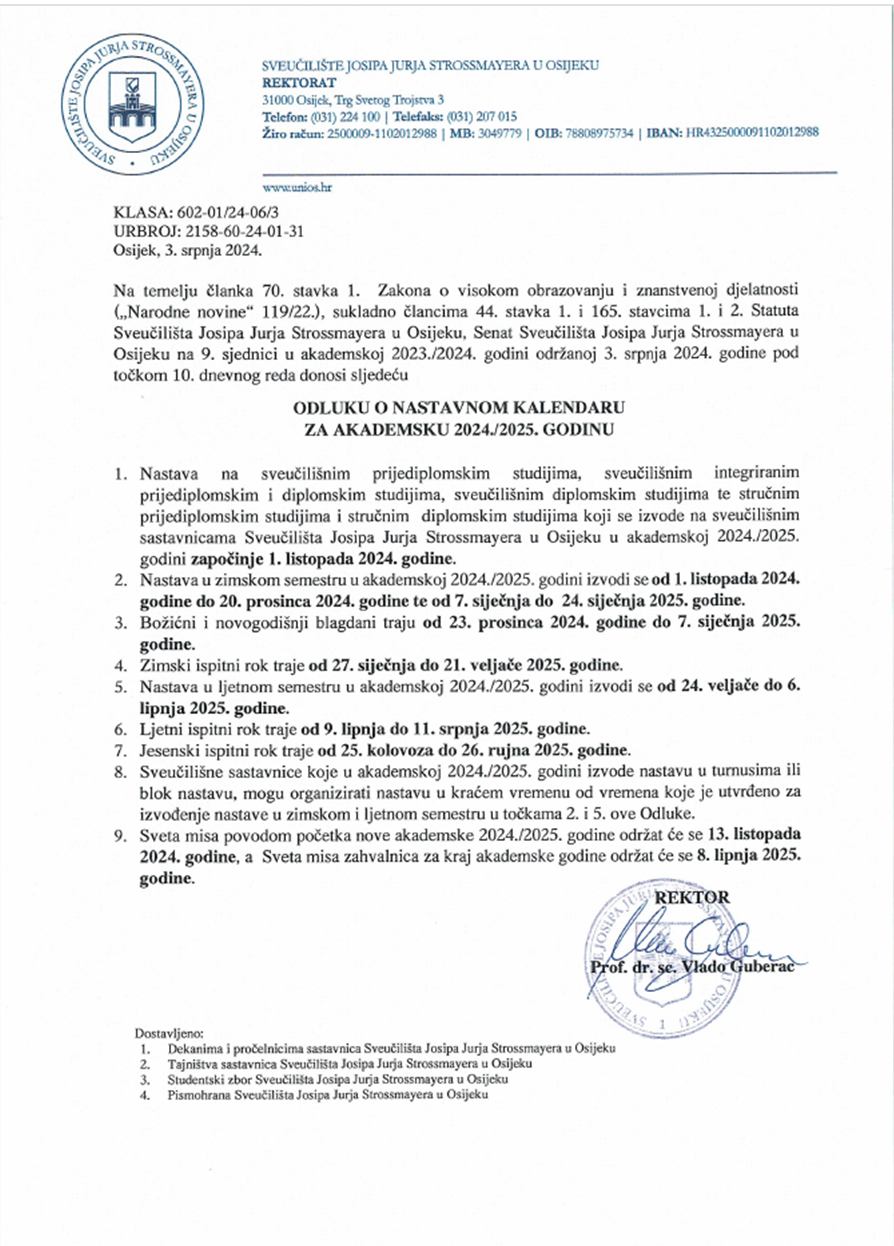 SVEUČILIŠTE JOSIPA JURJA STROSSMAYERA U OSIJEKU
SVEUČILIŠTE JOSIPA JURJA STROSSMAYERA U OSIJEKU
REKTORAT
31000 Osijek, Trg Svetog Trojstva 3
Telefon: (031) 224 100 | Telefaks: (031) 207 015
Žiro račun: 2500009-1102012988 | MB: 3049779 | OIB: 78808975734 | IBAN: HR4325000091102012988
www.unios.hr
KLASA: 602-01/24-06/3
URBROJ: 2158-60-24-01-31
Osijek, 3. srpnja 2024.
Na temelju članka 70. stavka 1. Zakona o visokom obrazovanju i znanstvenoj djelatnosti
(„Narodne novine“ 119/22.), sukladno člancima 44. stavka 1. i 165. stavcima 1. i 2. Statuta
Sveučilišta Josipa Jurja Strossmayera u Osijeku, Senat Sveučilišta Josipa Jurja Strossmayera u
Osijeku na 9. sjednici u akademskoj 2023./2024. godini održanoj 3. srpnja 2024. godine pod
točkom 10. dnevnog reda donosi sljedeću
ODLUKU O NASTAVNOM KALENDARU
ZA AKADEMSKU 2024./2025. GODINU
1. Nastava na sveučilišnim prijediplomskim studijima, sveučilišnim integriranim
prijediplomskim i diplomskim studijima, sveučilišnim diplomskim studijima te stručnim
prijediplomskim studijima i stručnim diplomskim studijima koji se izvode na sveučilišnim
sastavnicama Sveučilišta Josipa Jurja Strossmayera u Osijeku u akademskoj 2024./2025.
godini započinje 1. listopada 2024. godine.
2. Nastava u zimskom semestru u akademskoj 2024./2025. godini izvodi se od 1. listopada 2024.
godine do 20. prosinca 2024. godine te od 7. siječnja do 24. siječnja 2025. godine.
3. Božićni i novogodišnji blagdani traju od 23. prosinca 2024. godine do 7. siječnja 2025.
godine.
4. Zimski ispitni rok traje od 27. siječnja do 21. veljače 2025. godine.
5. Nastava u ljetnom semestru u akademskoj 2024./2025. godini izvodi se od 24. veljače do 6.
lipnja 2025. godine.
6. Ljetni ispitni rok traje od 9. lipnja do 11. srpnja 2025. godine.
7. Jesenski ispitni rok traje od 25. kolovoza do 26. rujna 2025. godine.
8. Sveučilišne sastavnice koje u akademskoj 2024./2025. godini izvode nastavu u turnusima ili
blok nastavu, mogu organizirati nastavu u kraćem vremenu od vremena koje je utvrđeno za
izvođenje nastave u zimskom i ljetnom semestru u točkama 2. i 5. ove Odluke.
9. Sveta misa povodom početka nove akademske 2024./2025. godine održat će se 13. listopada
2024. godine, a Sveta misa zahvalnica za kraj akademske godine održat će se 8. lipnja 2025.
godine.
REKTOR
Prof. dr. sc. Vlado Guberac
Dostavljeno:
1. Dekanima i pročelnicima sastavnica Sveučilišta Josipa Jurja Strossmayera u Osijeku
2. Tajništva sastavnica Sveučilišta Josipa Jurja Strossmayera u Osijeku
3. Studentski zbor Sveučilišta Josipa Jurja Strossmayera u Osijeku
4. Pismohrana Sveučilišta Josipa Jurja Strossmayera u Osijeku